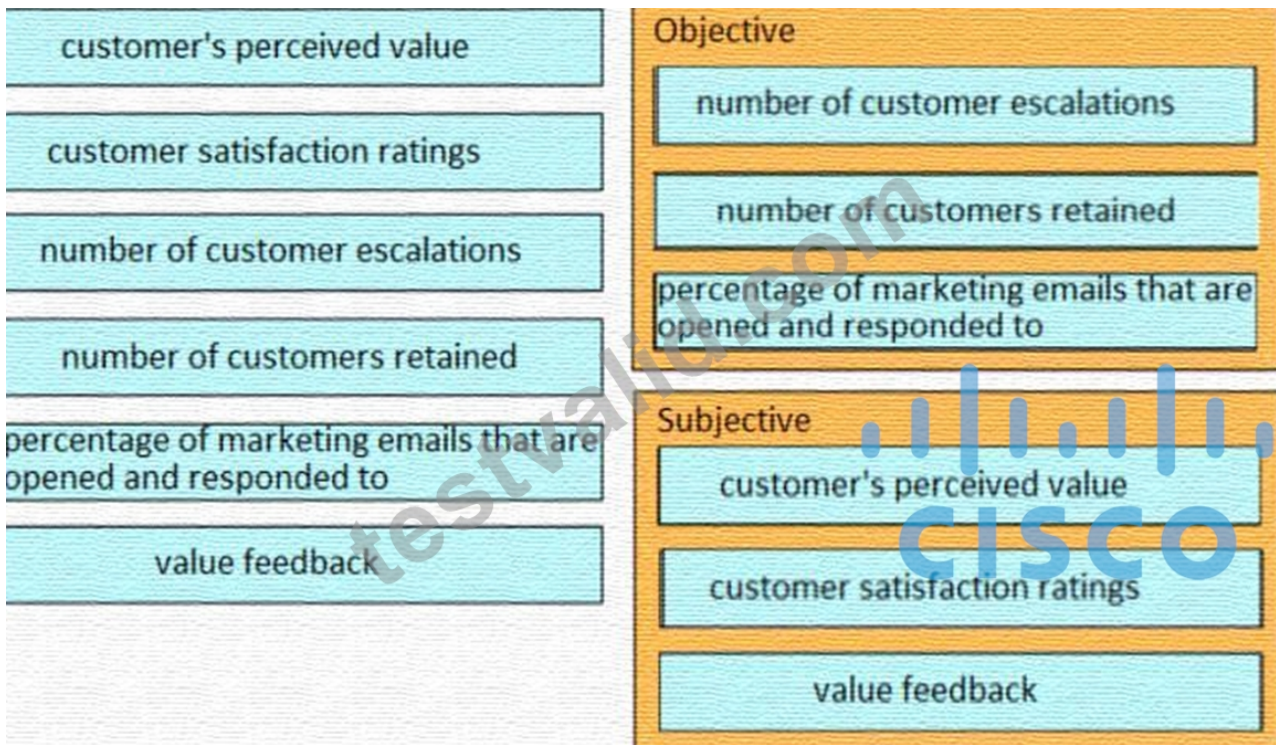 customer's perceived value
customer satisfaction ratings
number of customer escalations
number of customers retained
percentage of marketing emails that are
opened and responded to
value feedback
Objective
number of customer escalations
number of customers retained
percentage of marketing emails that are
opened and responded to
Subjective
customer's perceived value
customer satisfaction ratings
value feedback
testvalid.com
CISCO